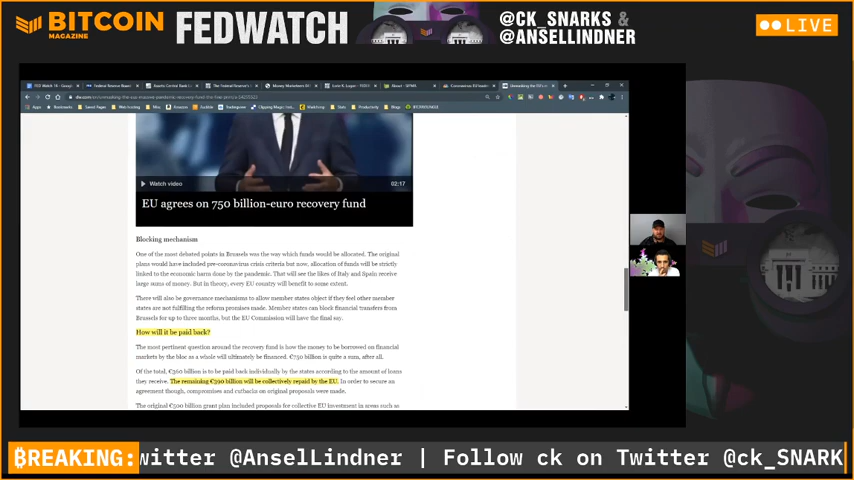 BITCOIN
MAGAZINE
FEDWATCH
@CK_SNARKS &
@ANSELLINDNER
LIVE
Watch video
02:17
EU agrees on 750 billion-euro recovery fund
Blocking mechanism
One of the most debated points in Brussels was the way which funds would be allocated. The original
plans would have included pre-coronavirus crisis criteria but now, allocation of funds will be strictly
linked to the economic harm done by the pandemic. That will see the likes of Italy and Spain receive
large sums of money. But in theory, every EU country will benefit to some extent.
There will also be governance mechanisms to allow member states object if they feel other member
states are not fulfilling the reform promises made. Member states can block financial transfers from
Brussels for up to three months, but the EU Commission will have the final say.
How will it be paid back?
The most pertinent question around the recovery fund is how the money to be borrowed on financial
markets by the bloc as a whole will ultimately be financed. €750 billion is quite a sum, after all.
Of the total, €360 billion is to be paid back individually by the states according to the amount of loans
they receive. The remaining €390 billion will be collectively repaid by the EU. In order to secure an
agreement though, compromises and cutbacks on original proposals were made.
The original €500 billion grant plan included proposals for collective EU investment in areas such as
BREAKING:
witter @AnselLindner | Follow ck on Twitter @ck_SNARK